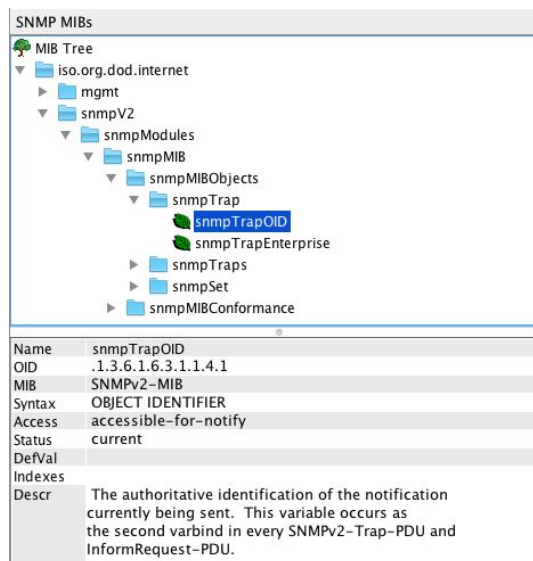 SNMP MIBs
MIB Tree
iso.org.dod.internet
mgmt
snmpV2
snmpModules
snmpMIB
snmpMIBObjects
snmpTrap
snmpTrapOID
snmpTrapEnterprise
snmpTraps
snmpSet
snmpMIBConformance
Name snmpTrapOID
OID .1.3.6.1.6.3.1.1.4.1
MIB SNMPv2-MIB
Syntax OBJECT IDENTIFIER
Access accessible-for-notify
Status current
DefVal
Indexes
Descr The authoritative identification of the notification
currently being sent. This variable occurs as
the second varbind in every SNMPv2-Trap-PDU and
InformRequest-PDU.